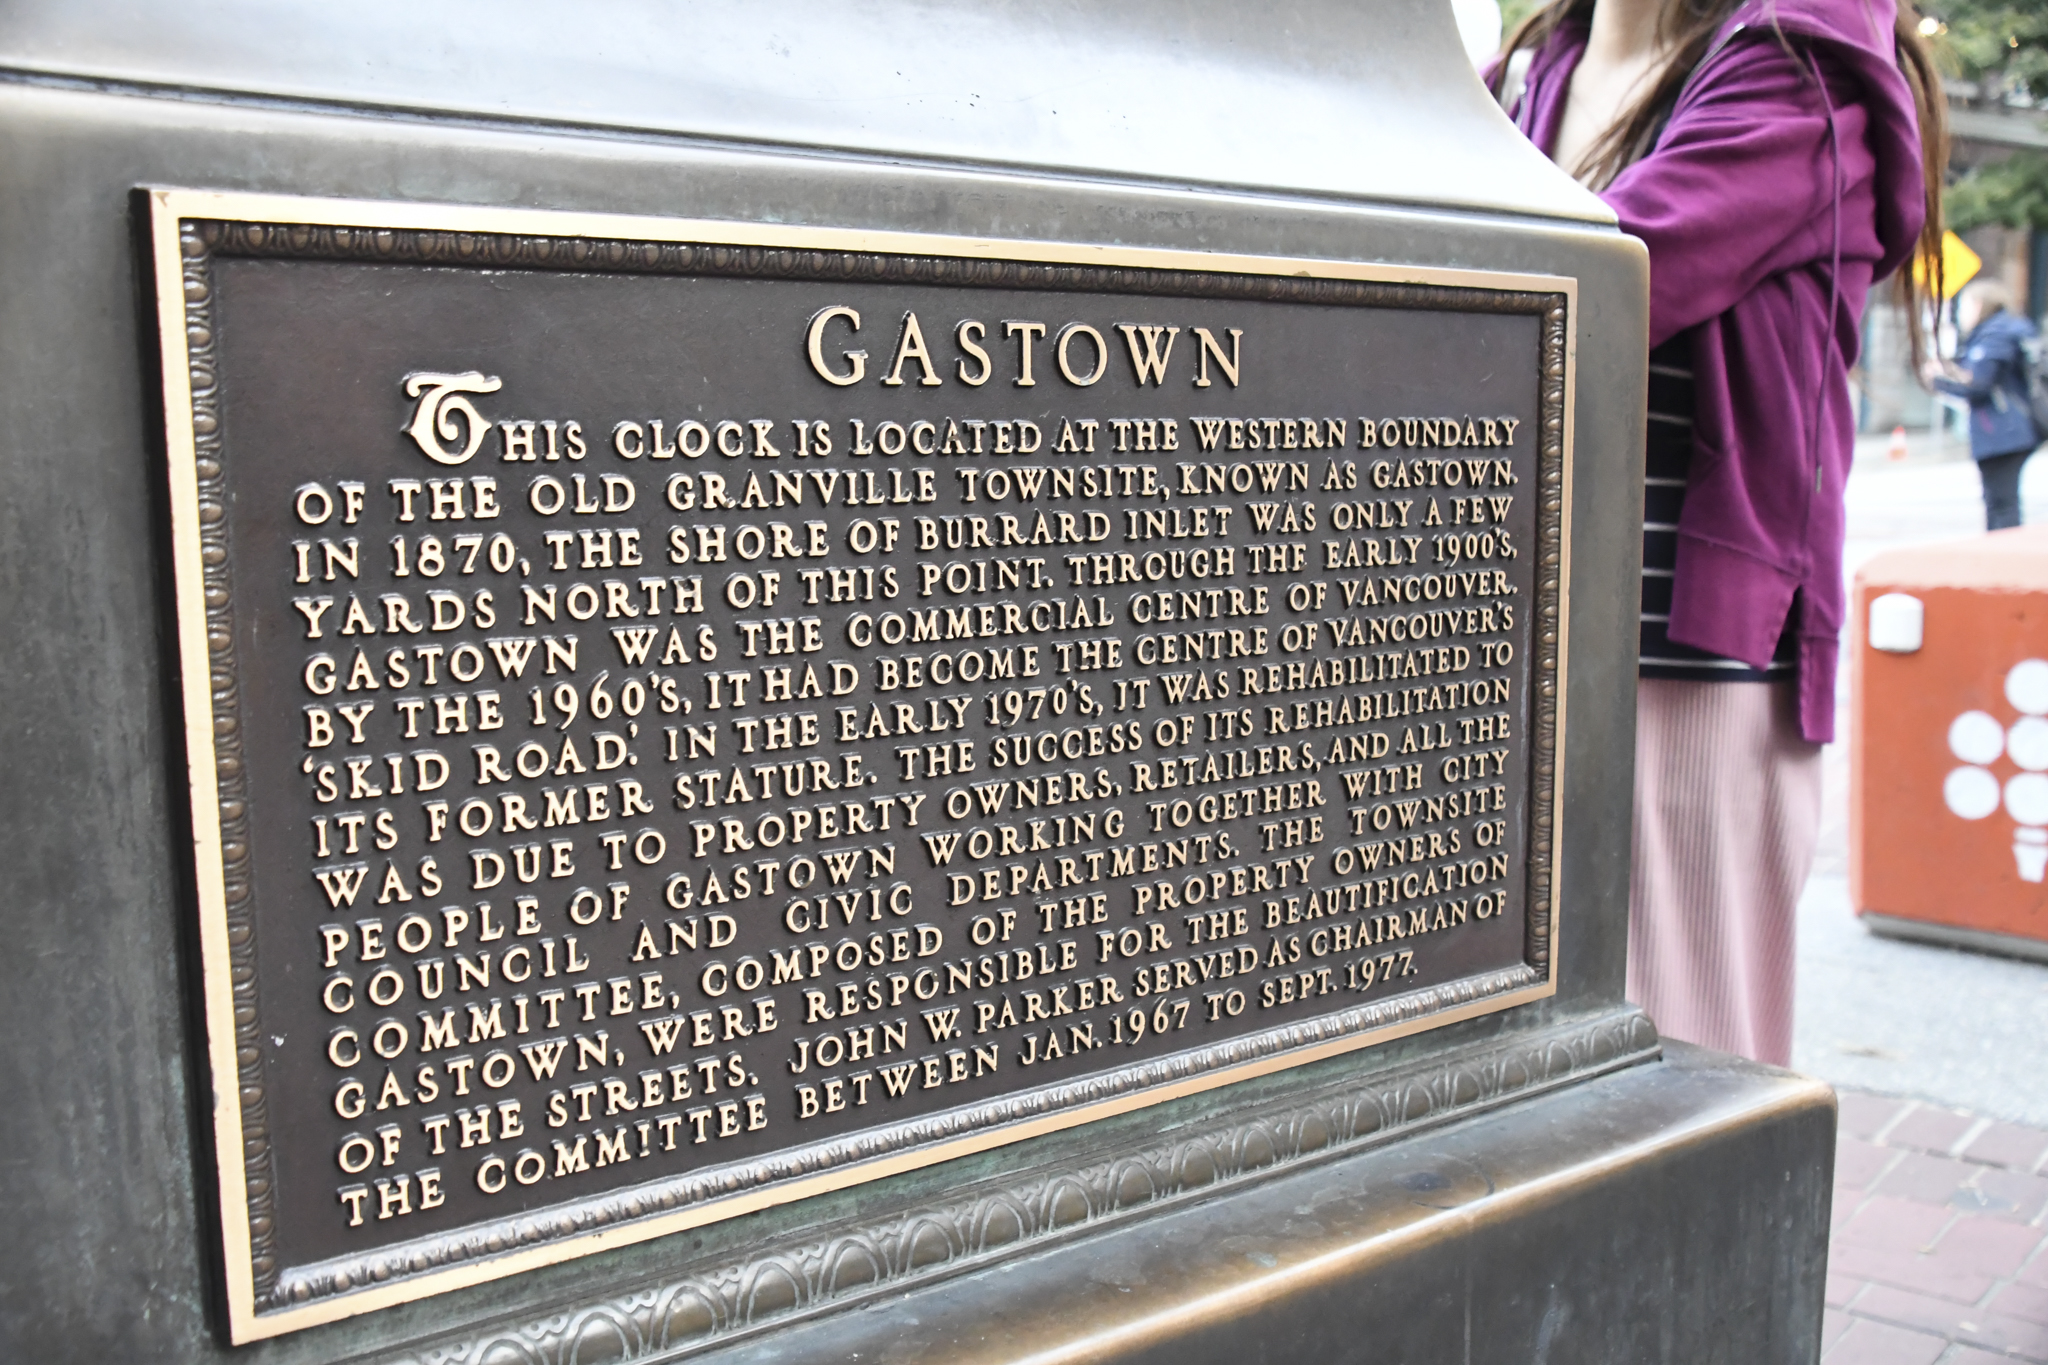 GASTOWN
THIS CLOCK IS LOCATED AT THE WESTERN BOUNDARY
OF THE OLD GRANVILLE TOWNSITE, KNOWN AS GASTOWN.
IN 1870, THE SHORE OF BURRARD INLET WAS ONLY A FEW
YARDS NORTH OF THIS POINT. THROUGH THE EARLY 1900'S,
GASTOWN WAS THE COMMERCIAL CENTRE OF VANCOUVER.
BY THE 1960'S, IT HAD BECOME THE CENTRE OF VANCOUVER'S
'SKID ROAD.' IN THE EARLY 1970'S, IT WAS REHABILITATED TO
ITS FORMER STATURE. THE SUCCESS OF ITS REHABILITATION
WAS DUE TO PROPERTY OWNERS, RETAILERS, AND ALL THE
PEOPLE OF GASTOWN WORKING TOGETHER WITH CITY
COUNCIL AND CIVIC DEPARTMENTS. THE TOWNSITE
COMMITTEE, COMPOSED OF THE PROPERTY OWNERS OF
GASTOWN, WERE RESPONSIBLE FOR THE BEAUTIFICATION
OF THE STREETS. JOHN W. PARKER SERVED AS CHAIRMAN OF
THE COMMITTEE BETWEEN JAN. 1967 TO SEPT. 1977.